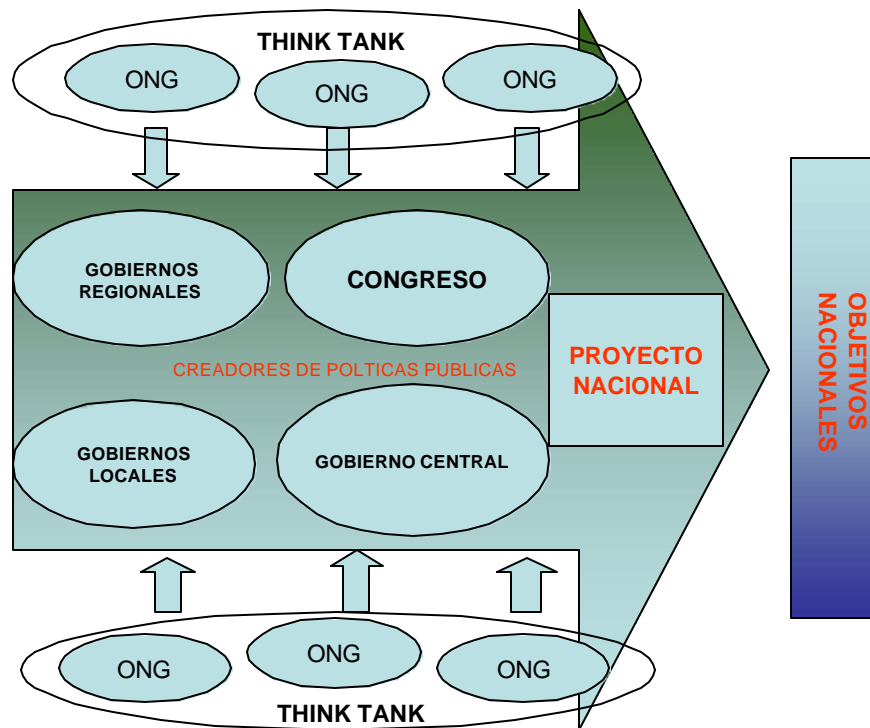 THINK TANK
ONG
ONG
ONG
GOBIERNOS
REGIONALES
CONGRESO
CREADORES DE POLTICAS PUBLICAS
PROYECTO
NACIONAL
OBJETIVOS
NACIONALES
GOBIERNOS
LOCALES
GOBIERNO CENTRAL
ONG
ONG
ONG
THINK TANK